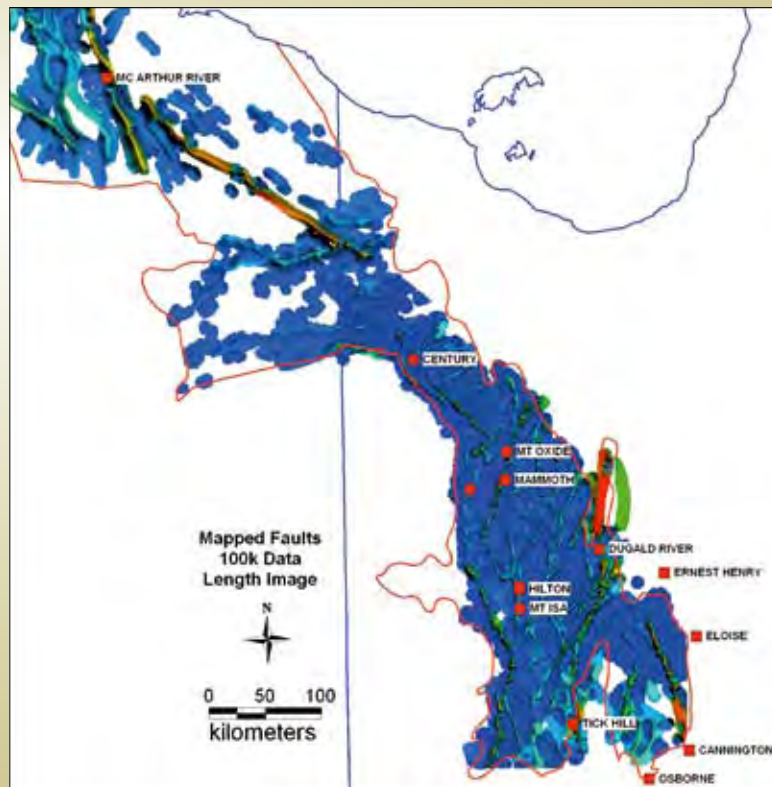 MC ARTHUR RIVER
CENTURY
MT OXIDE
MAMMOTH
Mapped Faults
100k Data
Length Image
DUGALD RIVER
ERNEST HENRY
N
HILTON
MT ISA
ELOISE
0 50 100
kilometers
TICK HILL
CANNINGTON
OSBORNE